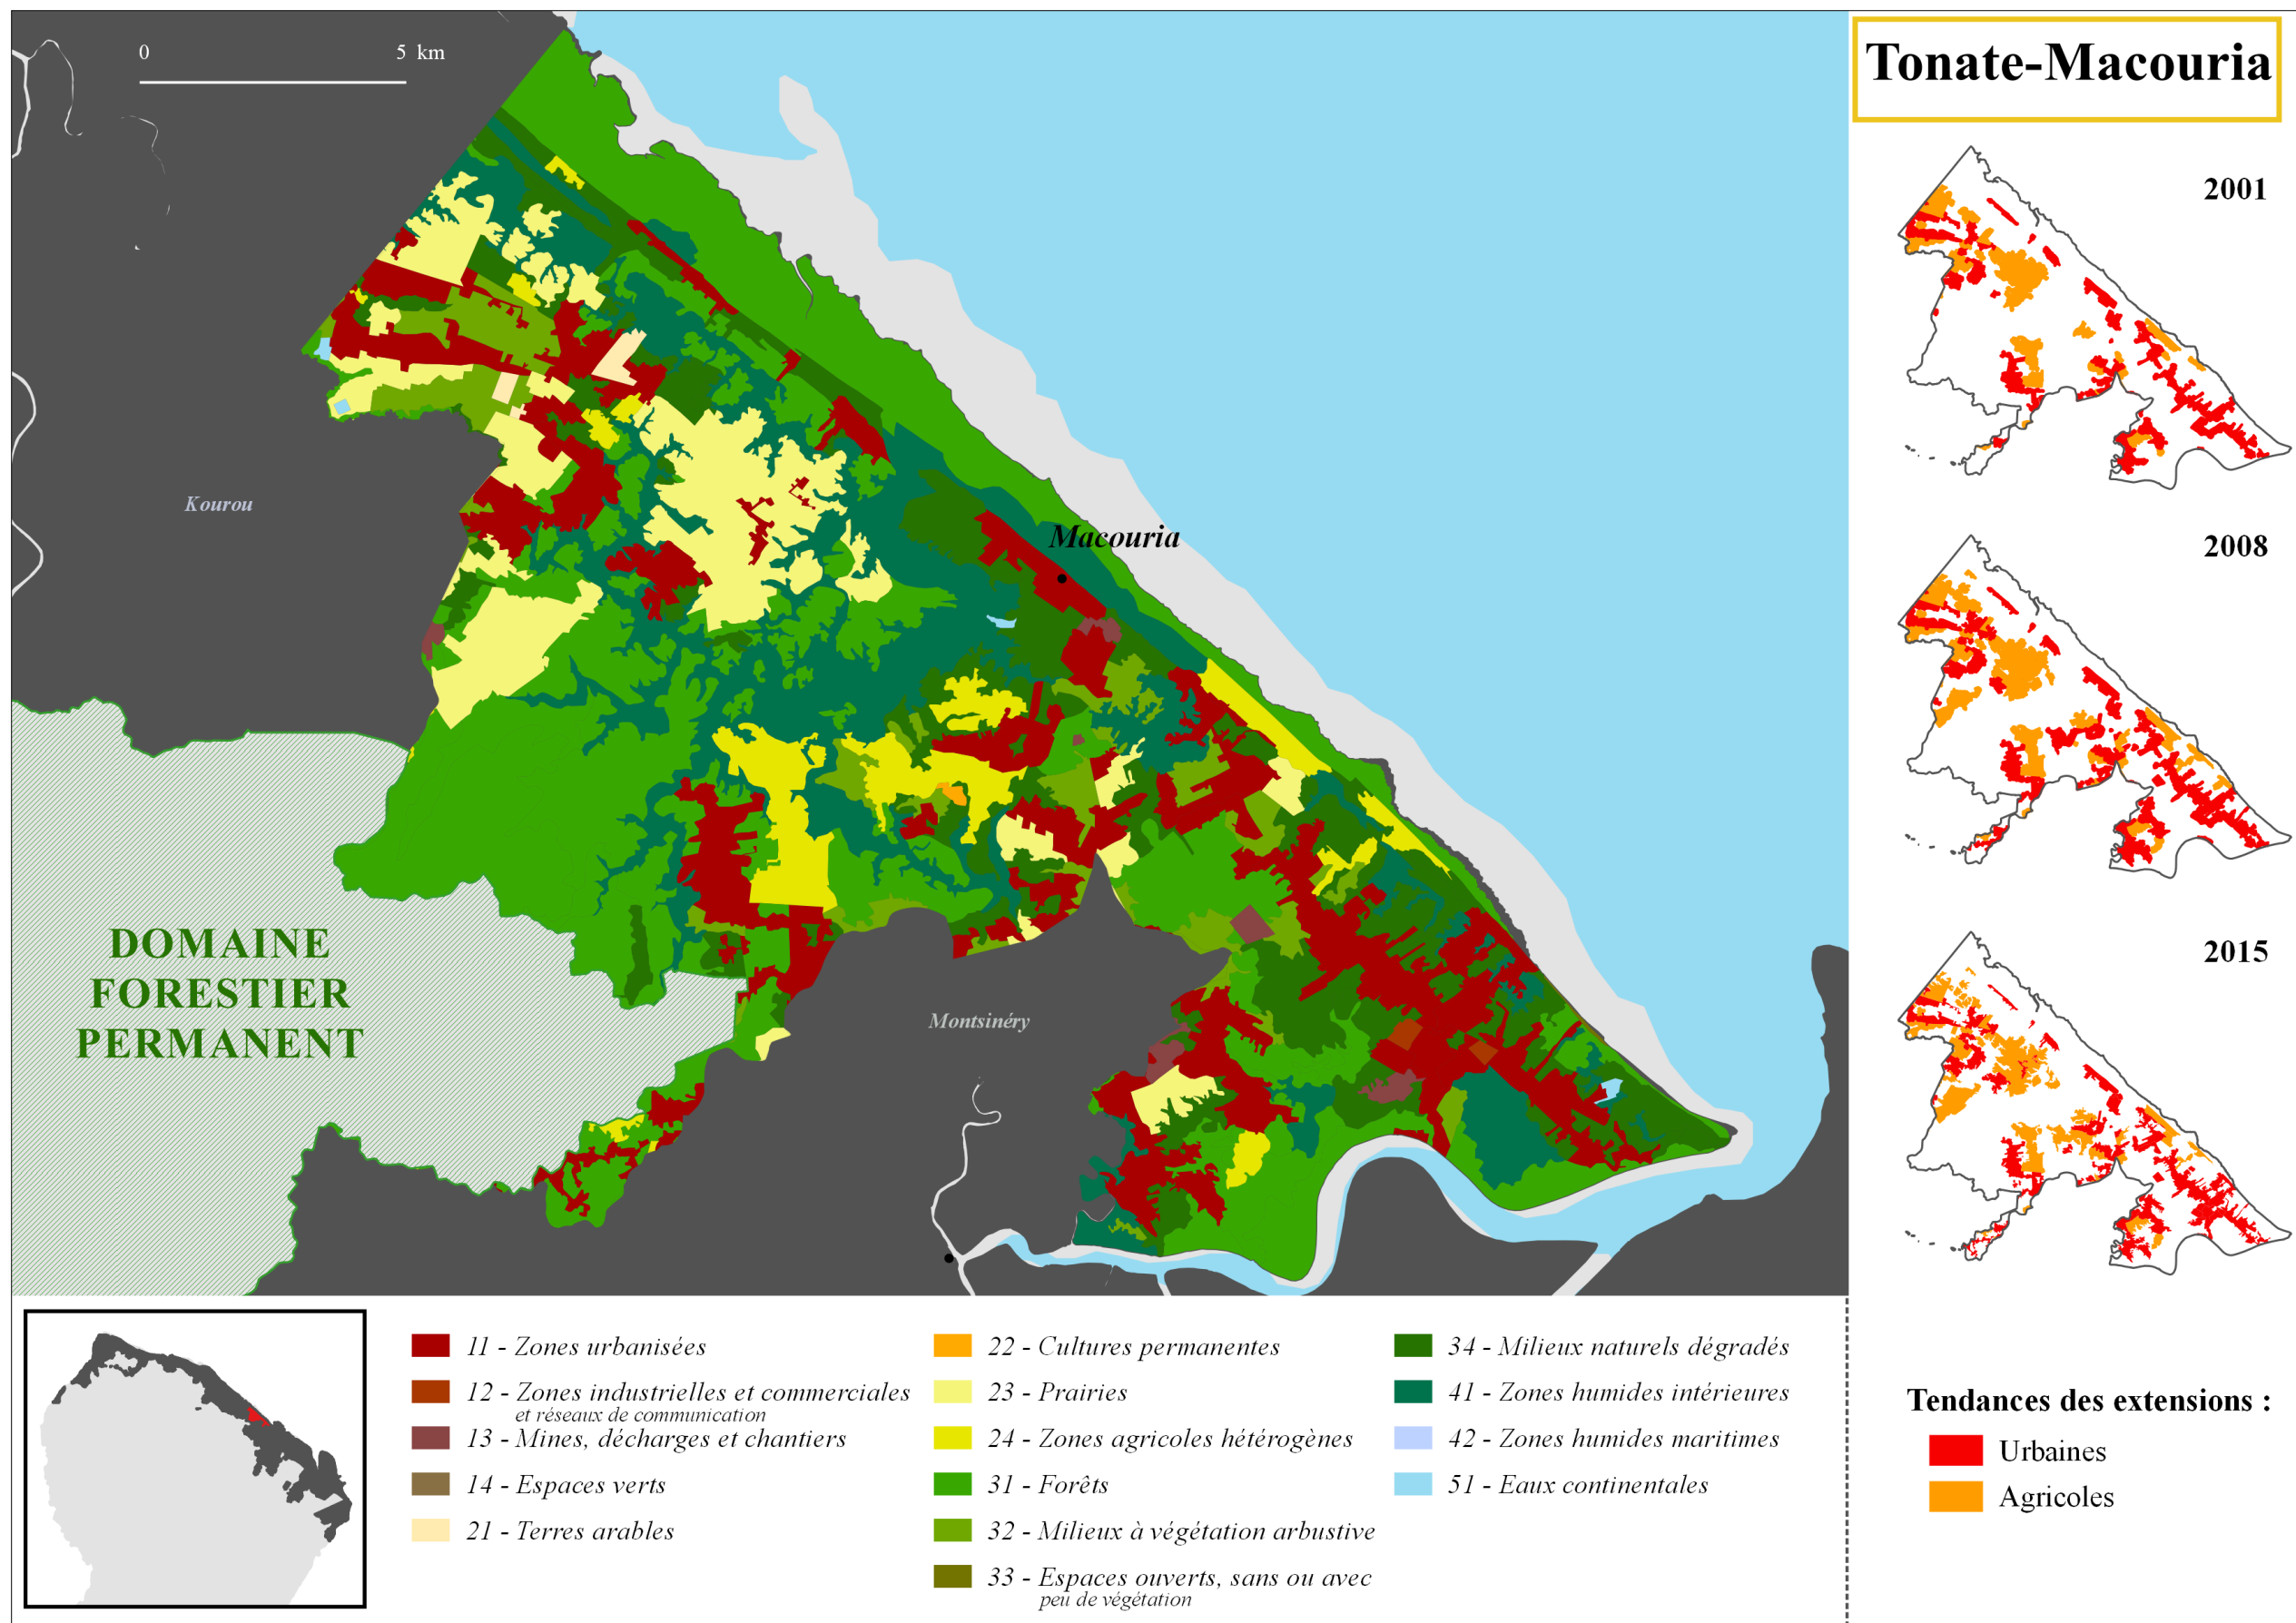 0 5 km
Tonate-Macouria
2001
Kourou
Macouria
2008
DOMAINE
FORESTIER
PERMANENT
2015
Montsinéry
11 - Zones urbanisées
12 - Zones industrielles et commerciales
et réseaux de communication
13 - Mines, décharges et chantiers
14 - Espaces verts
21 - Terres arables
22 - Cultures permanentes
23 - Prairies
24 - Zones agricoles hétérogènes
31 - Forêts
32 - Milieux à végétation arbustive
33 - Espaces ouverts, sans ou avec
peu de végétation
34 - Milieux naturels dégradés
41 - Zones humides intérieures
42 - Zones humides maritimes
51 - Eaux continentales
Tendances des extensions :
Urbaines
Agricoles